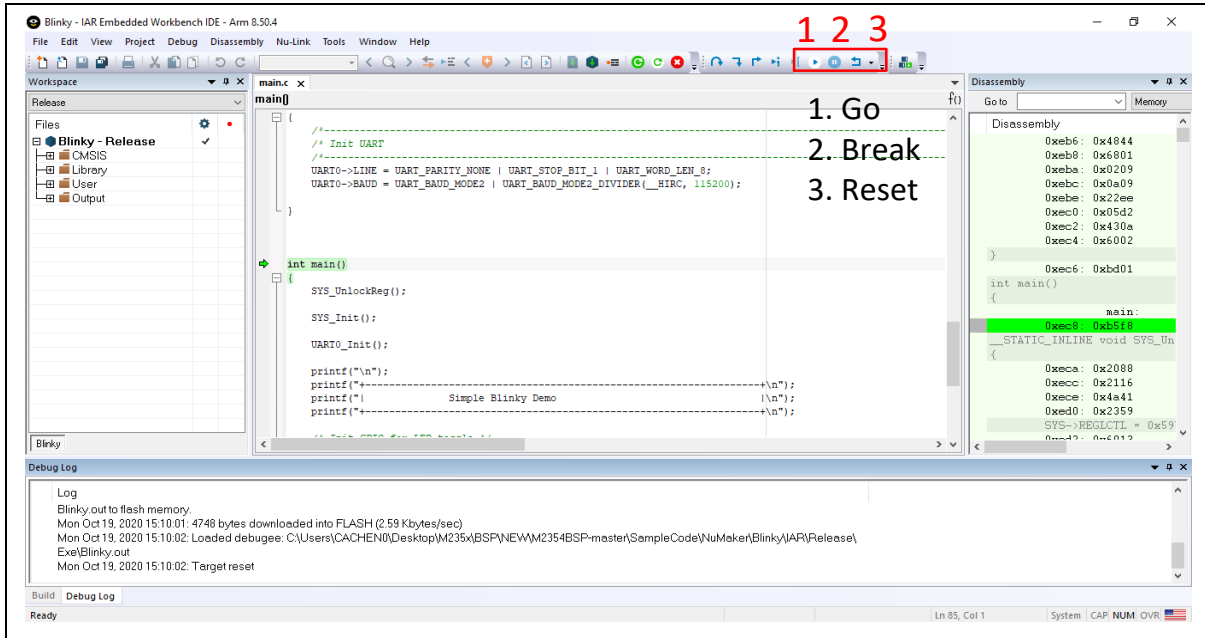 Blinky - IAR Embedded Workbench IDE - Arm 8.50.4
1 2 3
File Edit View Project Debug Disassembly Nu-Link Tools Window Help
Workspace
Release
Files
Blinky - Release
CMSIS
Library
User
Output
Blinky
main.c
main()
f()
{
/*----------------------------------------------------------------------------------------------------
/* Init UART
/*----------------------------------------------------------------------------------------------------
UART0->LINE = UART_PARITY_NONE | UART_STOP_BIT_1 | UART_WORD_LEN_8;
UART0->BAUD = UART_BAUD_MODE2 | UART_BAUD_MODE2_DIVIDER(__HIRC, 115200);
}
int main()
{
SYS_UnlockReg();
SYS_Init();
UART0_Init();
printf("\n");
printf("+-----------------------------------------------------------------+\n");
printf("|             Simple Blinky Demo                                  |\n");
printf("+-----------------------------------------------------------------+\n");
1. Go
2. Break
3. Reset
Disassembly
Go to
Memory
Disassembly
0xeb6: 0x4844
0xeb8: 0x6801
0xeba: 0x0209
0xebc: 0x0a09
0xebe: 0x22ee
0xec0: 0x05d2
0xec2: 0x430a
0xec4: 0x6002
}
0xec6: 0xbd01
int main()
{
main:
0xec8: 0xb5f8
__STATIC_INLINE void SYS_Un
{
0xeca: 0x2088
0xecc: 0x2116
0xece: 0x4a41
0xed0: 0x2359
SYS->REGLCTL = 0x59
Debug Log
Log
Blinky.out to flash memory.
Mon Oct 19, 2020 15:10:01: 4748 bytes downloaded into FLASH (2.59 Kbytes/sec)
Mon Oct 19, 2020 15:10:02: Loaded debugee: C:\Users\CACHEN0\Desktop\M235x\BSP\NEW\M2354BSP-master\SampleCode\NuMaker\Blinky\IAR\Release\
Exe\Blinky.out
Mon Oct 19, 2020 15:10:02: Target reset
Build Debug Log
Ready
Ln 85, Col 1
System CAP NUM OVR